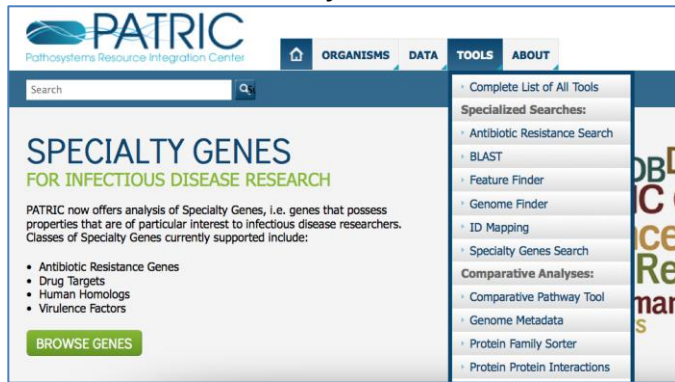 PATRIC
Pathosystems Resource Integration Center
ORGANISMS DATA TOOLS ABOUT
Search
SPECIALTY GENES
FOR INFECTIOUS DISEASE RESEARCH
PATRIC now offers analysis of Specialty Genes, i.e. genes that possess
properties that are of particular interest to infectious disease researchers.
Classes of Specialty Genes currently supported include:
• Antibiotic Resistance Genes
• Drug Targets
• Human Homologs
• Virulence Factors
BROWSE GENES
Complete List of All Tools
Specialized Searches:
Antibiotic Resistance Search
BLAST
Feature Finder
Genome Finder
ID Mapping
Specialty Genes Search
Comparative Analyses:
Comparative Pathway Tool
Genome Metadata
Protein Family Sorter
Protein Protein Interactions